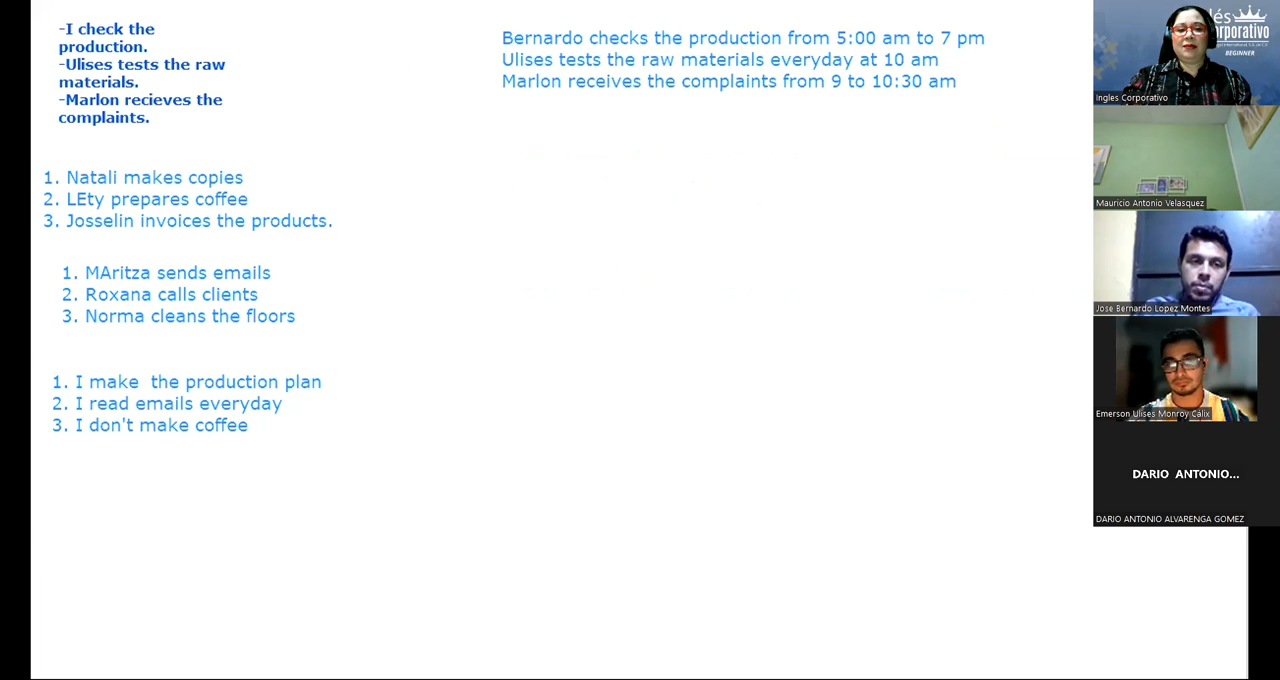 -I check the
production.
-Ulises tests the raw
materials.
-Marlon recieves the
complaints.
Bernardo checks the production from 5:00 am to 7 pm
Ulises tests the raw materials everyday at 10 am
Marlon receives the complaints from 9 to 10:30 am
1. Natali makes copies
2. LEty prepares coffee
3. Josselin invoices the products.
1. MAritza sends emails
2. Roxana calls clients
3. Norma cleans the floors
1. I make the production plan
2. I read emails everyday
3. I don't make coffee
BEGINNER
Ingles Corporativo
Mauricio Antonio Velasquez
Jose Bernardo Lopez Montes
Emerson Ulises Monroy Cálix
DARIO ANTONIO...
DARIO ANTONIO ALVARENGA GOMEZ